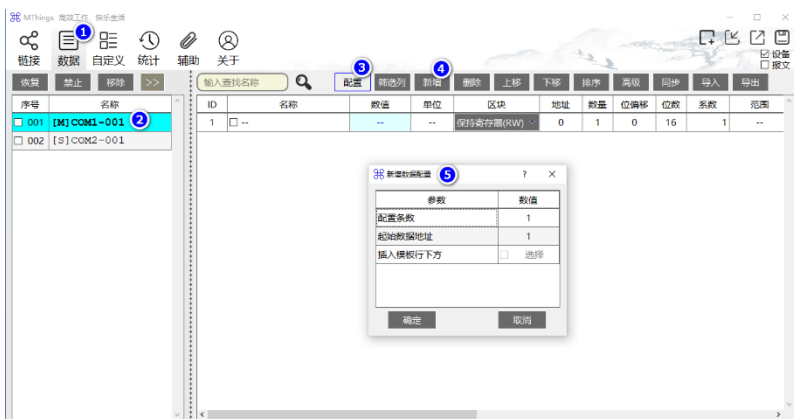 MThings 高效工作，快乐生活
1 3 4
链接 数据 自定义 统计 辅助 关于
设备
报文
恢复 禁止 移除 >> 输入查找名称 配置 筛选列 新增 删除 上移 下移 排序 高级 同步 导入 导出
序号 名称 ID 名称 数值 单位 区块 地址 数量 位偏移 位数 系数 范围
001 [M]COM1-001 2 1 -- -- -- 保持寄存器(RW) 0 1 0 16 1 --
002 [S]COM2-001
新增数据配置 5 ? ×
参数 数值
配置条数 1
起始数据地址 1
插入模板行下方 选择
确定 取消